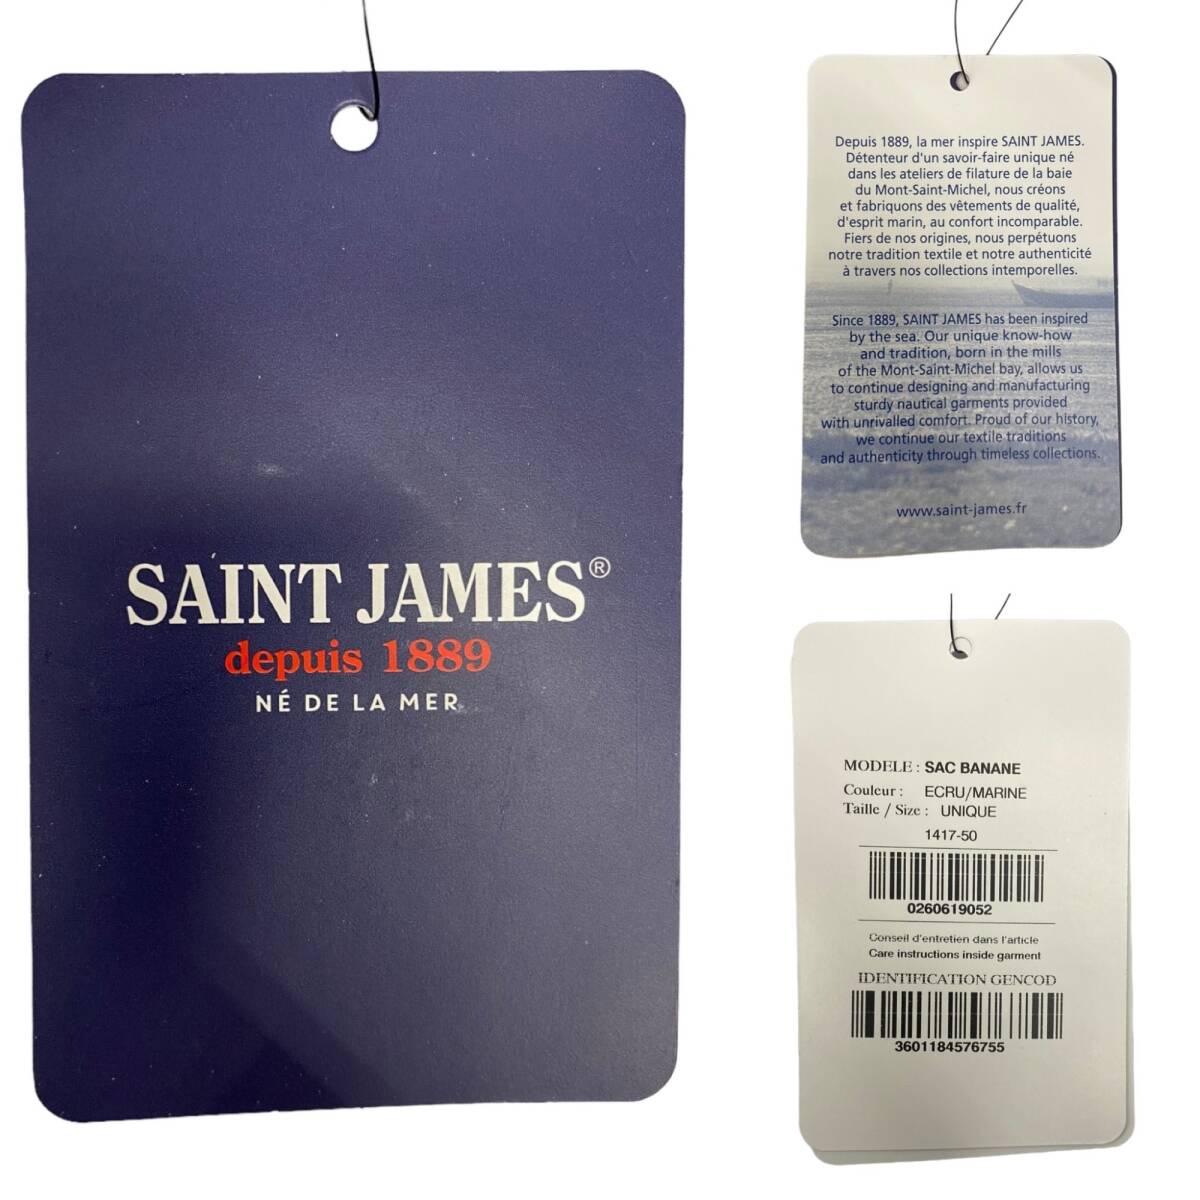 SAINT JAMES®
depuis 1889
NÉ DE LA MER
Depuis 1889, la mer inspire SAINT JAMES.
Détenteur d'un savoir-faire unique né
dans les ateliers de filature de la baie
du Mont-Saint-Michel, nous créons
et fabriquons des vêtements de qualité,
d'esprit marin, au confort incomparable.
Fiers de nos origines, nous perpétuons
notre tradition textile et notre authenticité
à travers nos collections intemporelles.
Since 1889, SAINT JAMES has been inspired
by the sea. Our unique know-how
and tradition, born in the mills
of the Mont-Saint-Michel bay, allows us
to continue designing and manufacturing
sturdy nautical garments provided
with unrivalled comfort. Proud of our history,
we continue our textile traditions
and authenticity through timeless collections.
www.saint-james.fr
MODELE : SAC BANANE
Couleur : ECRU/MARINE
Taille / Size : UNIQUE
1417-50
0260619052
Conseil d'entretien dans l'article
Care instructions inside garment
IDENTIFICATION GENCOD
3601184576755